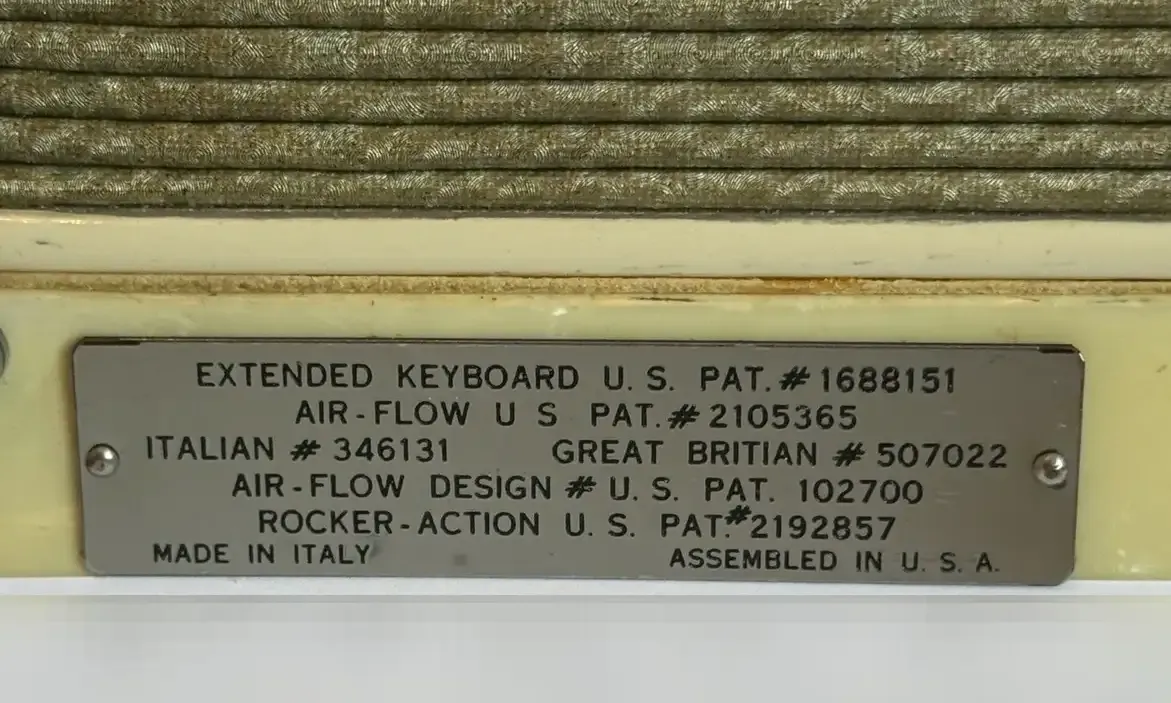 EXTENDED KEYBOARD U. S. PAT. # 1688151
AIR-FLOW U S PAT. # 2105365
ITALIAN # 346131 GREAT BRITIAN # 507022
AIR-FLOW DESIGN # U. S. PAT. 102700
ROCKER-ACTION U. S. PAT. # 2192857
MADE IN ITALY ASSEMBLED IN U. S. A.